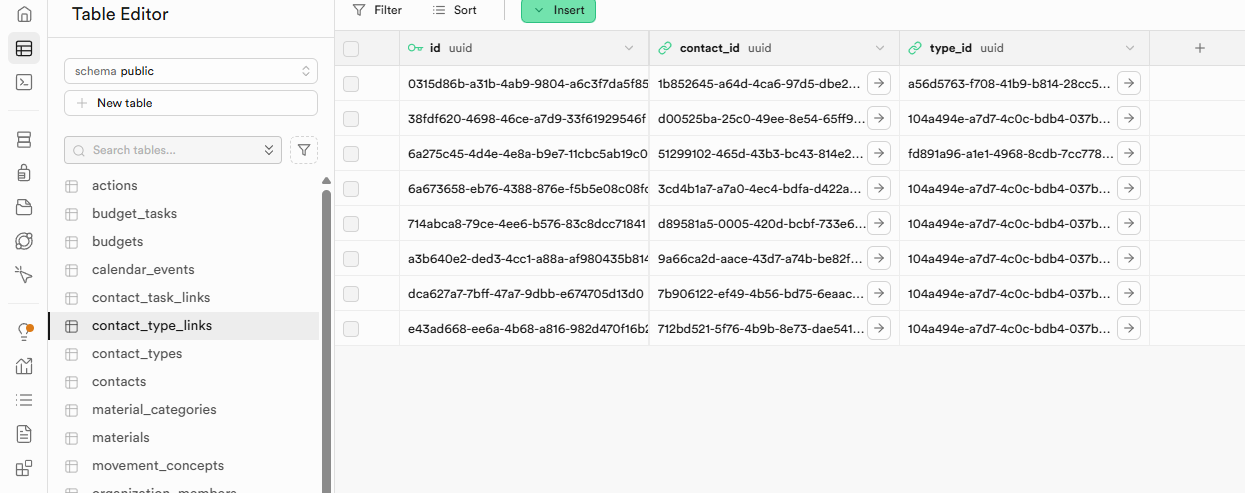 Table Editor
Filter Sort Insert
schema public
New table
Search tables...
actions
budget_tasks
budgets
calendar_events
contact_task_links
contact_type_links
contact_types
contacts
material_categories
materials
movement_concepts
organization_members
id uuid contact_id uuid type_id uuid
0315d86b-a31b-4ab9-9804-a6c3f7da5f85 1b852645-a64d-4ca6-97d5-dbe2... a56d5763-f708-41b9-b814-28cc5...
38fdf620-4698-46ce-a7d9-33f61929546f d00525ba-25c0-49ee-8e54-65ff9... 104a494e-a7d7-4c0c-bdb4-037b...
6a275c45-4d4e-4e8a-b9e7-11cbc5ab19c0 51299102-465d-43b3-bc43-814e2... fd891a96-a1e1-4968-8cdb-7cc778...
6a673658-eb76-4388-876e-f5b5e08c08fc 3cd4b1a7-a7a0-4ec4-bdfa-d422a... 104a494e-a7d7-4c0c-bdb4-037b...
714abca8-79ce-4ee6-b576-83c8dcc71841 d89581a5-0005-420d-bcbf-733e6... 104a494e-a7d7-4c0c-bdb4-037b...
a3b640e2-ded3-4cc1-a88a-af980435b814 9a66ca2d-aace-43d7-a74b-be82f... 104a494e-a7d7-4c0c-bdb4-037b...
dca627a7-7bff-47a7-9dbb-e674705d13d0 7b906122-ef49-4b56-bd75-6eaac... 104a494e-a7d7-4c0c-bdb4-037b...
e43ad668-ee6a-4b68-a816-982d470f16b2 712bd521-5f76-4b9b-8e73-dae541... 104a494e-a7d7-4c0c-bdb4-037b...